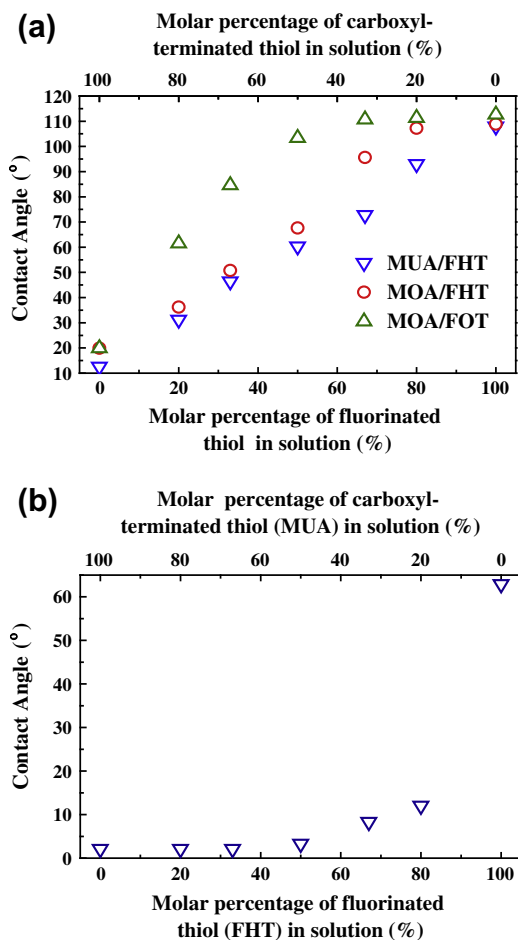 (a)
Molar percentage of carboxyl-
terminated thiol in solution (%)
100 80 60 40 20 0
120
110
100
90
80
70
60
50
40
30
20
10
Contact Angle (°)
MUA/FHT
MOA/FHT
MOA/FOT
0 20 40 60 80 100
Molar percentage of fluorinated
thiol in solution (%)
(b)
Molar percentage of carboxyl-
terminated thiol (MUA) in solution (%)
100 80 60 40 20 0
60
50
40
30
20
10
0
Contact Angle (°)
0 20 40 60 80 100
Molar percentage of fluorinated
thiol (FHT) in solution (%)